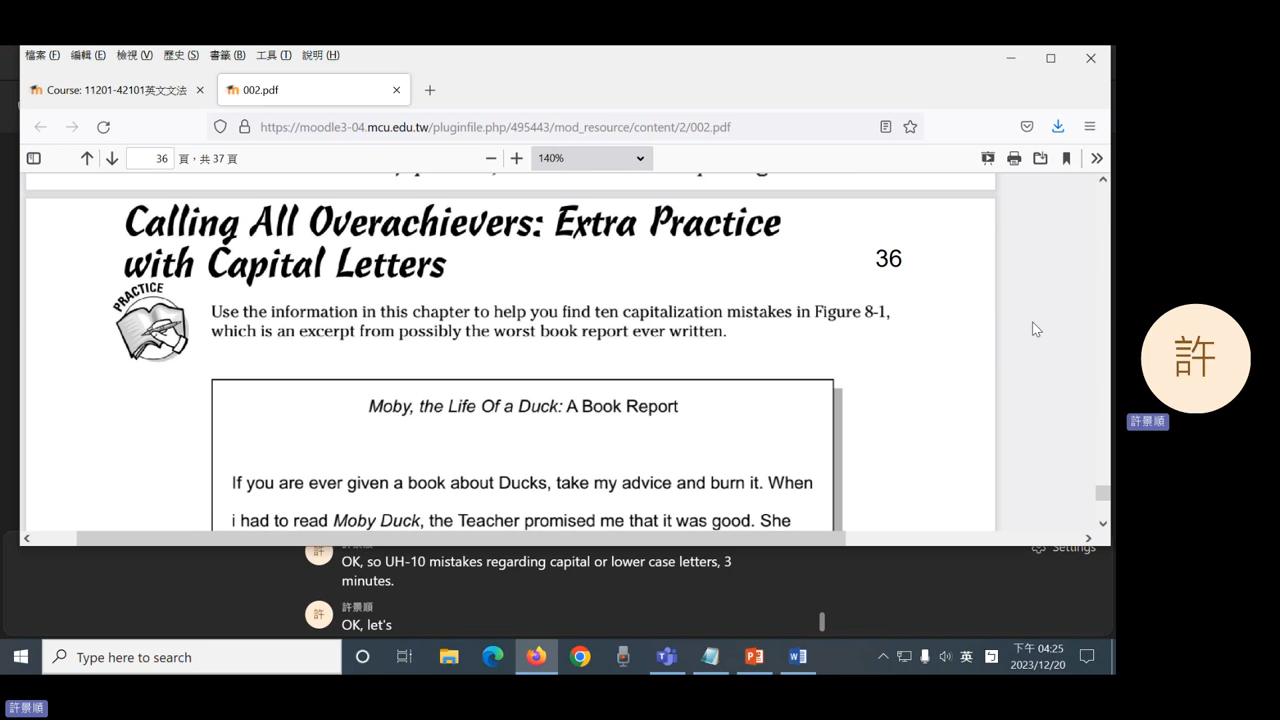 檔案(F) 編輯(E) 檢視(V) 歷史(S) 書籤(B) 工具(T) 說明(H)
Course: 11201-42101英文文法
002.pdf
https://moodle3-04.mcu.edu.tw/pluginfile.php/495443/mod_resource/content/2/002.pdf
36 頁，共 37 頁
140%
Calling All Overachievers: Extra Practice
with Capital Letters
36
PRACTICE
Use the information in this chapter to help you find ten capitalization mistakes in Figure 8-1,
which is an excerpt from possibly the worst book report ever written.
Moby, the Life Of a Duck: A Book Report
If you are ever given a book about Ducks, take my advice and burn it. When
i had to read Moby Duck, the Teacher promised me that it was good. She
許
許景順
許景順
Settings
許
OK, so UH-10 mistakes regarding capital or lower case letters, 3
minutes.
許景順
許
OK, let's
Type here to search
英
下午 04:25
2023/12/20
許景順